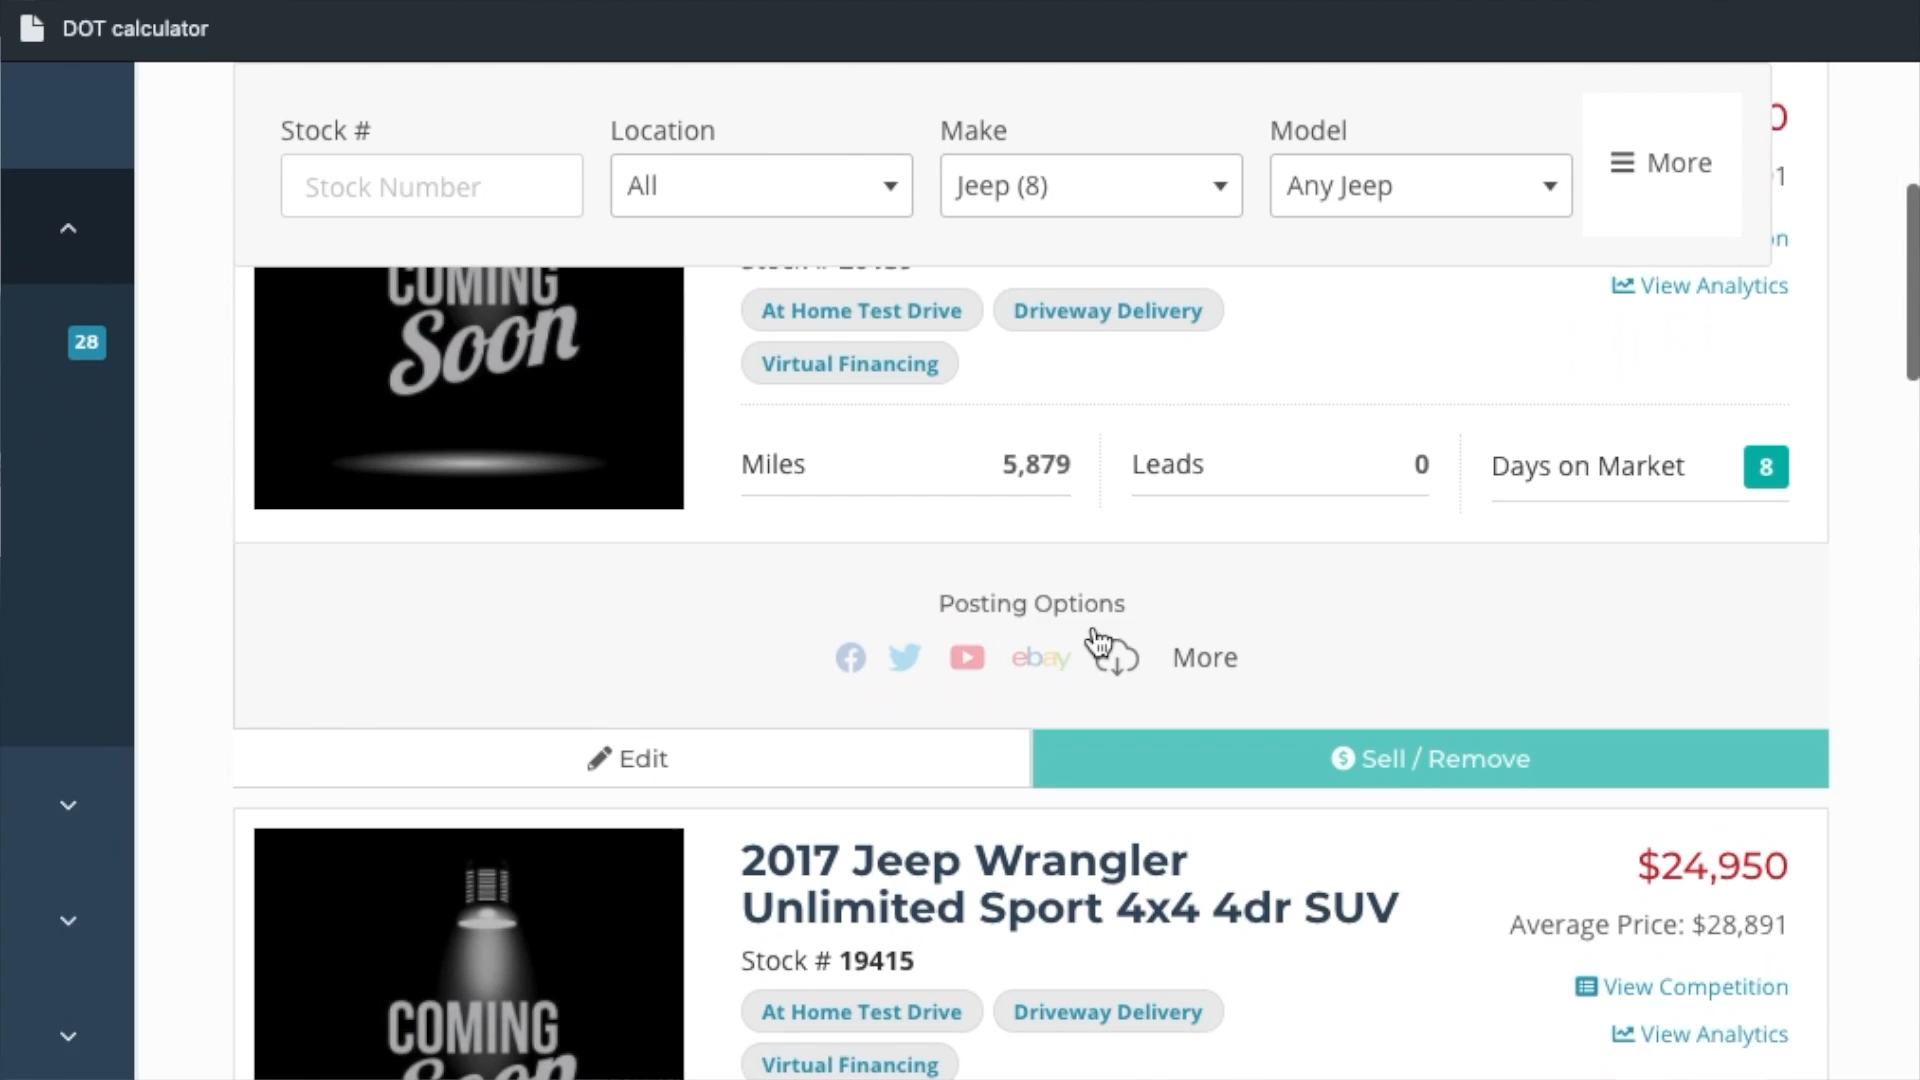 DOT calculator
Stock #
Location
Make
Model
Stock Number
All
Jeep (8)
Any Jeep
More
View Analytics
COMING
Soon
At Home Test Drive
Driveway Delivery
Virtual Financing
28
Miles
5,879
Leads
0
Days on Market
8
Posting Options
ebay
More
Edit
Sell / Remove
2017 Jeep Wrangler
Unlimited Sport 4x4 4dr SUV
$24,950
Average Price: $28,891
Stock # 19415
View Competition
At Home Test Drive
Driveway Delivery
View Analytics
Virtual Financing
COMING